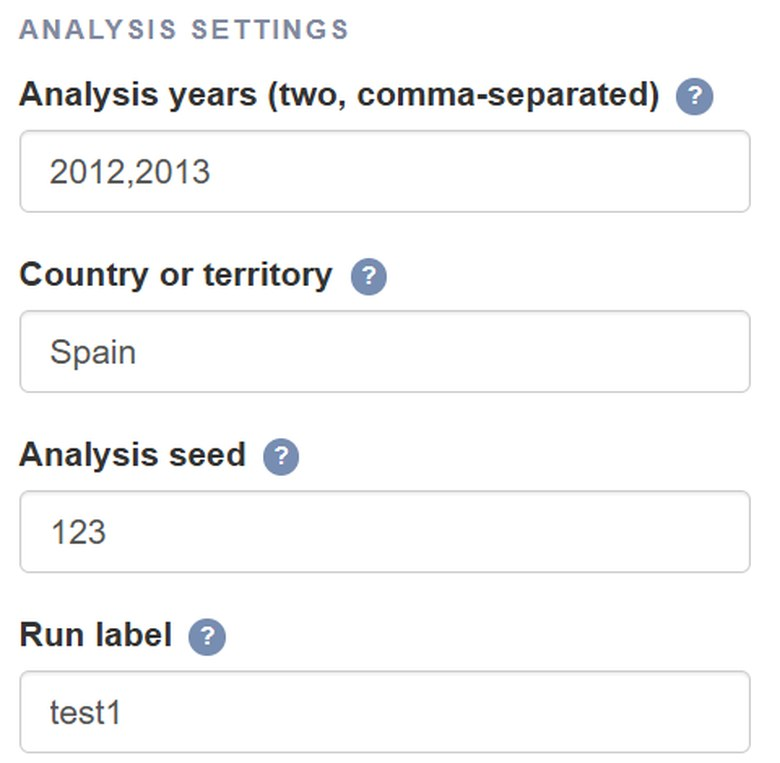 ANALYSIS SETTINGS
Analysis years (two, comma-separated) ?
2012,2013
Country or territory ?
Spain
Analysis seed ?
123
Run label ?
test1